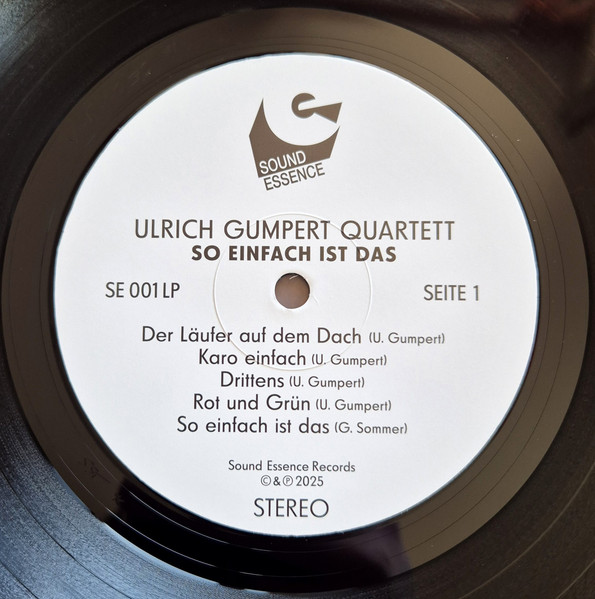 SOUND
ESSENCE
ULRICH GUMPERT QUARTETT
SO EINFACH IST DAS
SE 001 LP
SEITE 1
Der Läufer auf dem Dach (U. Gumpert)
Karo einfach (U. Gumpert)
Drittens (U. Gumpert)
Rot und Grün (U. Gumpert)
So einfach ist das (G. Sommer)
Sound Essence Records
© & ℗ 2025
STEREO